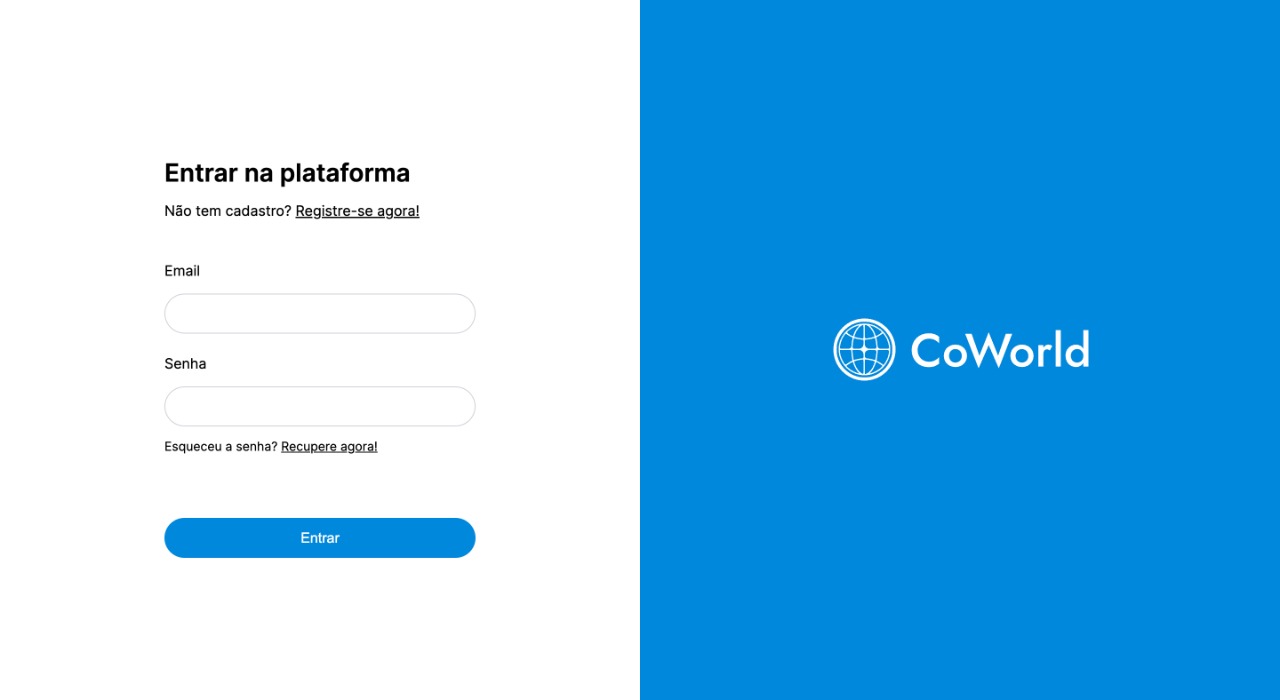 Entrar na plataforma
Não tem cadastro? Registre-se agora!
Email
Senha
Esqueceu a senha? Recupere agora!
Entrar
CoWorld